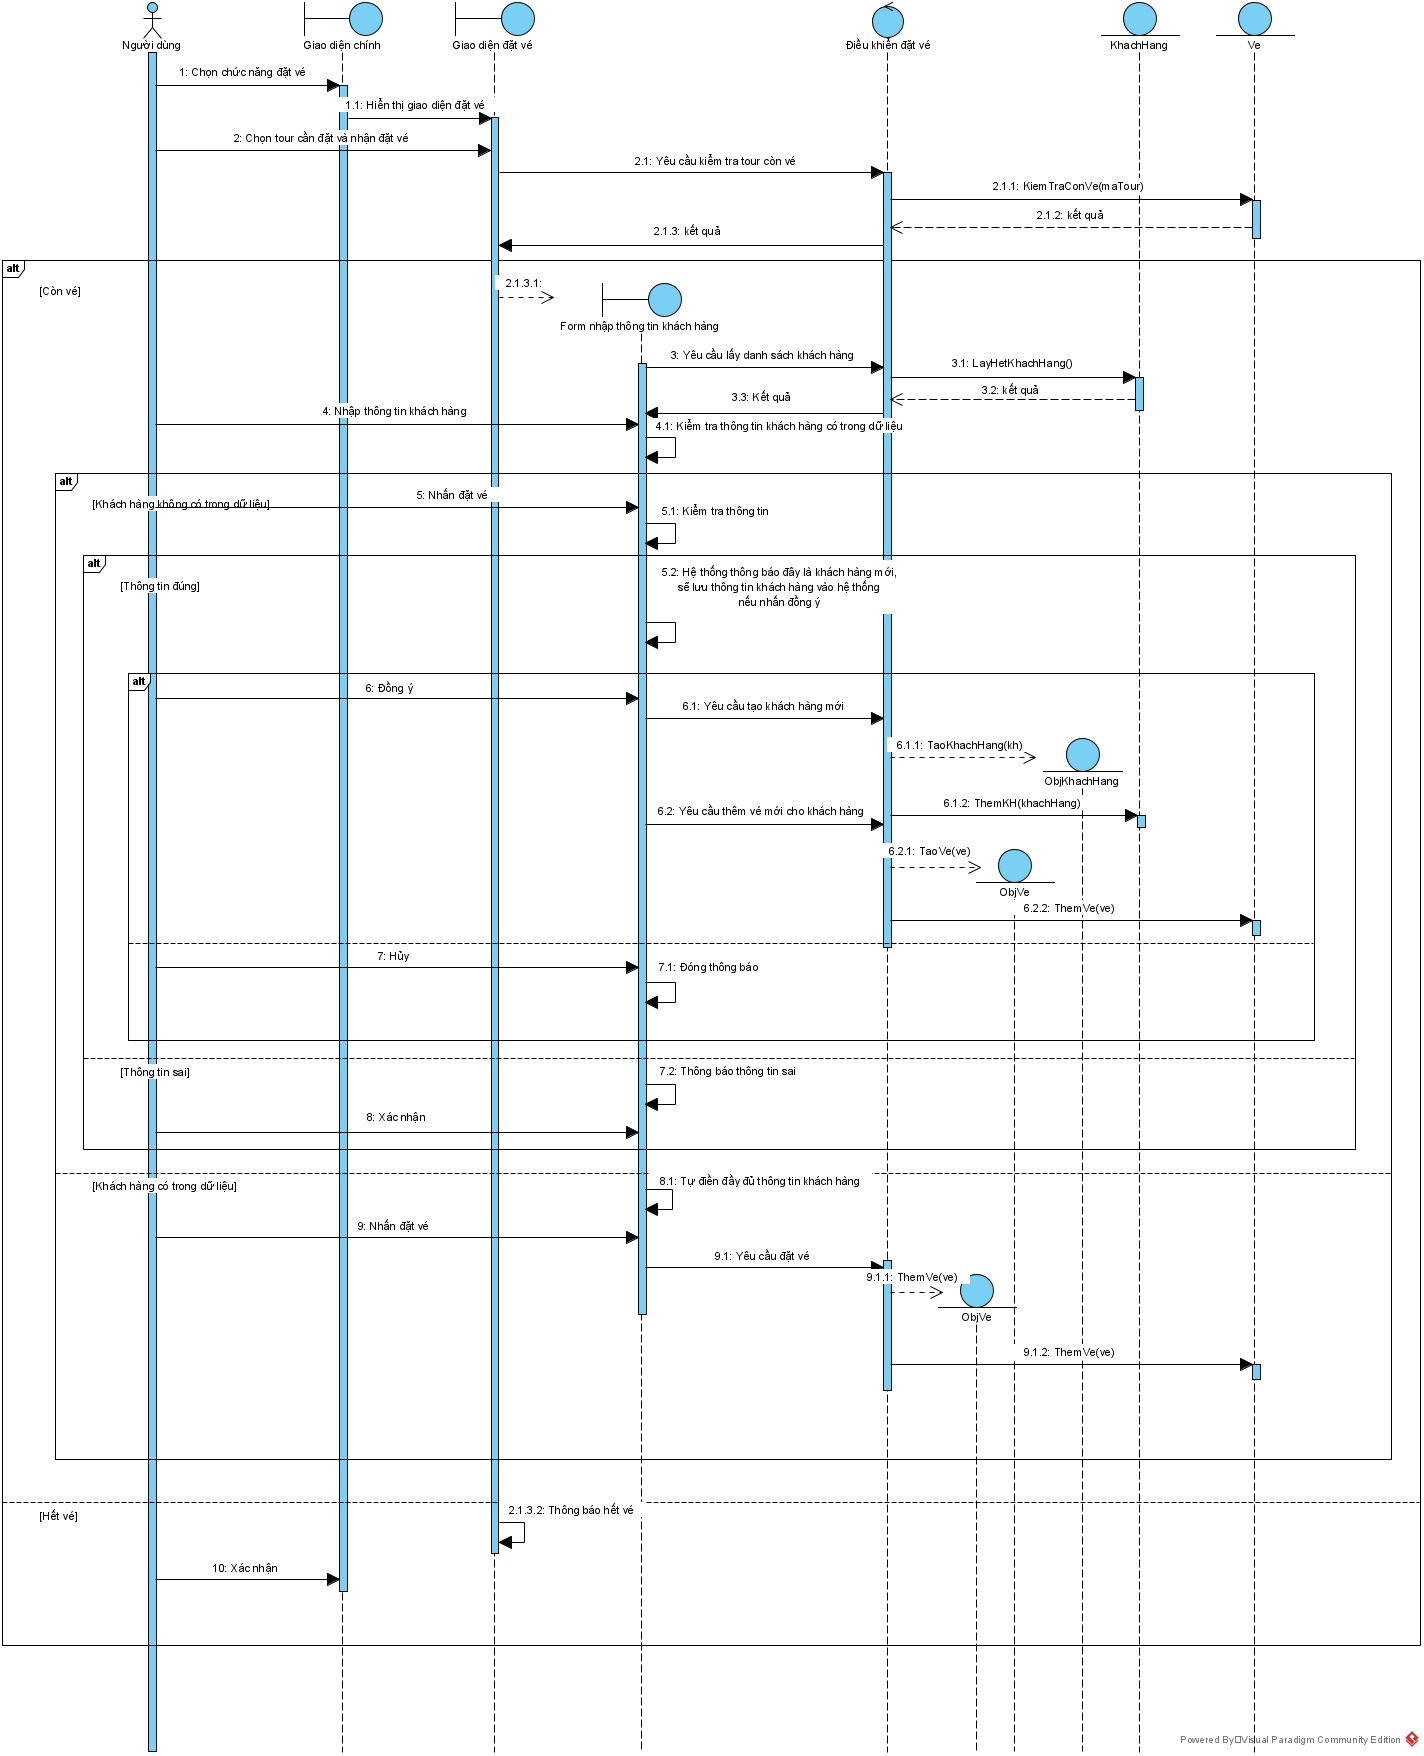 Người dùng
Giao diện chính
Giao diện đặt vé
Điều khiển đặt vé
KhachHang
Ve
1: Chọn chức năng đặt vé
1.1: Hiển thị giao diện đặt vé
2: Chọn tour cần đặt và nhận đặt vé
2.1: Yêu cầu kiểm tra tour còn vé
2.1.1: KiemTraConVe(maTour)
2.1.2: kết quả
2.1.3: kết quả
alt
[Còn vé]
2.1.3.1:
Form nhập thông tin khách hàng
3: Yêu cầu lấy danh sách khách hàng
3.1: LayHetKhachHang()
3.2: kết quả
3.3: Kết quả
4: Nhập thông tin khách hàng
4.1: Kiểm tra thông tin khách hàng có trong dữ liệu
alt
[Khách hàng không có trong dữ liệu]
5: Nhấn đặt vé
5.1: Kiểm tra thông tin
alt
[Thông tin đúng]
5.2: Hệ thống thông báo đây là khách hàng mới,
sẽ lưu thông tin khách hàng vào hệ thống
nếu nhấn đồng ý
alt
6: Đồng ý
6.1: Yêu cầu tạo khách hàng mới
6.1.1: TaoKhachHang(kh)
ObjKhachHang
6.1.2: ThemKH(khachHang)
6.2: Yêu cầu thêm vé mới cho khách hàng
6.2.1: TaoVe(ve)
ObjVe
6.2.2: ThemVe(ve)
7: Hủy
7.1: Đóng thông báo
[Thông tin sai]
7.2: Thông báo thông tin sai
8: Xác nhận
[Khách hàng có trong dữ liệu]
8.1: Tự điền đầy đủ thông tin khách hàng
9: Nhấn đặt vé
9.1: Yêu cầu đặt vé
9.1.1: ThemVe(ve)
ObjVe
9.1.2: ThemVe(ve)
[Hết vé]
2.1.3.2: Thông báo hết vé
10: Xác nhận
Powered By Visual Paradigm Community Edition